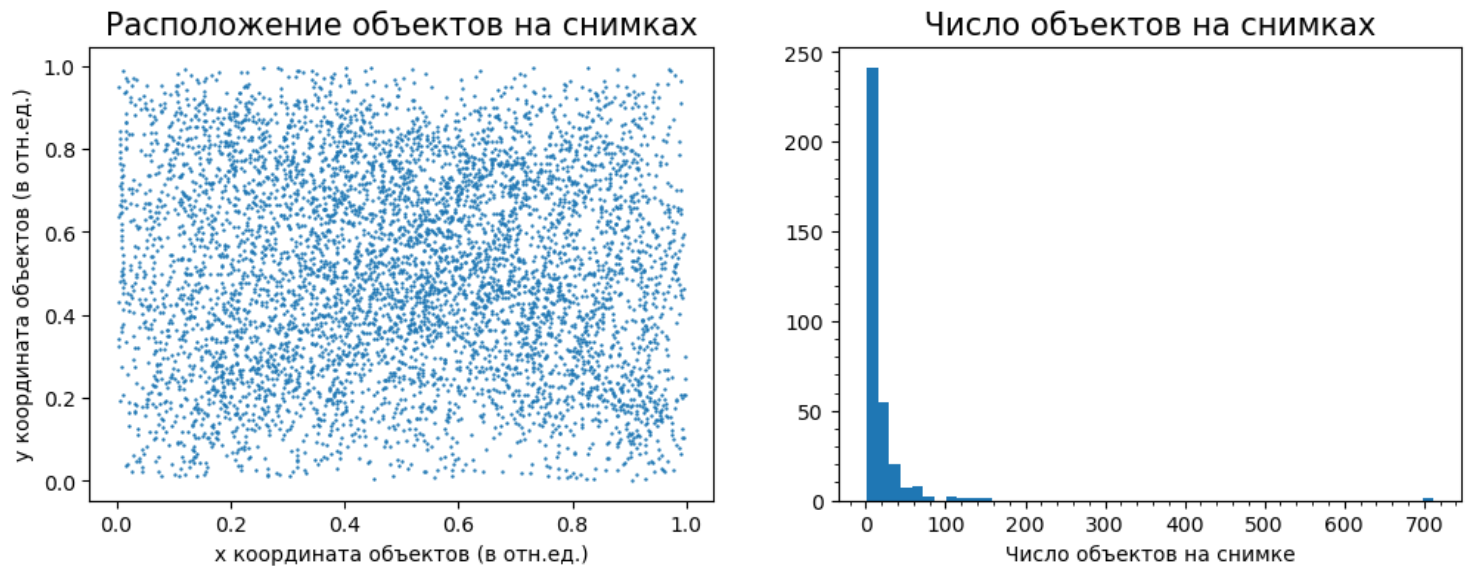 Расположение объектов на снимках
1.0
0.8
0.6
0.4
0.2
0.0
y координата объектов (в отн.ед.)
0.0 0.2 0.4 0.6 0.8 1.0
x координата объектов (в отн.ед.)
Число объектов на снимках
250
200
150
100
50
0
0 100 200 300 400 500 600 700
Число объектов на снимке